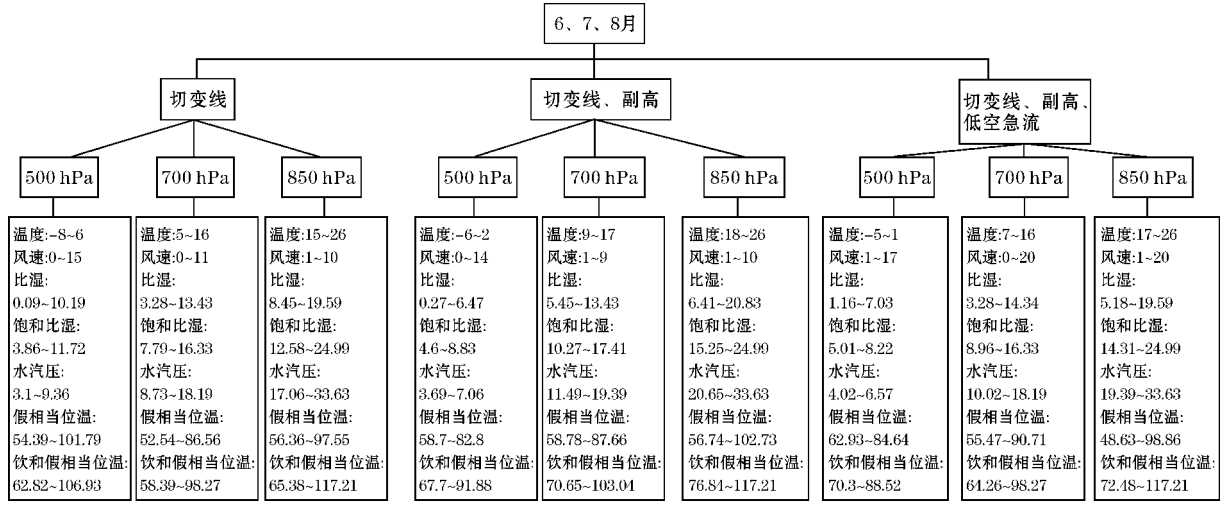 6、7、8月
切变线
切变线、副高
切变线、副高、
低空急流
500 hPa
700 hPa
850 hPa
500 hPa
700 hPa
850 hPa
500 hPa
700 hPa
850 hPa
温度:-8~6
风速:0~15
比湿:
0.09~10.19
饱和比湿:
3.86~11.72
水汽压:
3.1~9.36
假相当位温:
54.39~101.79
饮和假相当位温:
62.82~106.93
温度:5~16
风速:0~11
比湿:
3.28~13.43
饱和比湿:
7.79~16.33
水汽压:
8.73~18.19
假相当位温:
52.54~86.56
饮和假相当位温:
58.39~98.27
温度:15~26
风速:1~10
比湿:
8.45~19.59
饱和比湿:
12.58~24.99
水汽压:
17.06~33.63
假相当位温:
56.36~97.55
饮和假相当位温:
65.38~117.21
温度:-6~2
风速:0~14
比湿:
0.27~6.47
饱和比湿:
4.6~8.83
水汽压:
3.69~7.06
假相当位温:
58.7~82.8
饮和假相当位温:
67.7~91.88
温度:9~17
风速:1~9
比湿:
5.45~13.43
饱和比湿:
10.27~17.41
水汽压:
11.49~19.39
假相当位温:
58.78~87.66
饮和假相当位温:
70.65~103.04
温度:18~26
风速:1~10
比湿:
6.41~20.83
饱和比湿:
15.25~24.99
水汽压:
20.65~33.63
假相当位温:
56.74~102.73
饮和假相当位温:
76.84~117.21
温度:-5~1
风速:1~17
比湿:
1.16~7.03
饱和比湿:
5.01~8.22
水汽压:
4.02~6.57
假相当位温:
62.93~84.64
饮和假相当位温:
70.3~88.52
温度:7~16
风速:0~20
比湿:
3.28~14.34
饱和比湿:
8.96~16.33
水汽压:
10.02~18.19
假相当位温:
55.47~90.71
饮和假相当位温:
64.26~98.27
温度:17~26
风速:1~20
比湿:
5.18~19.59
饱和比湿:
14.31~24.99
水汽压:
19.39~33.63
假相当位温:
48.63~98.86
饮和假相当位温:
72.48~117.21